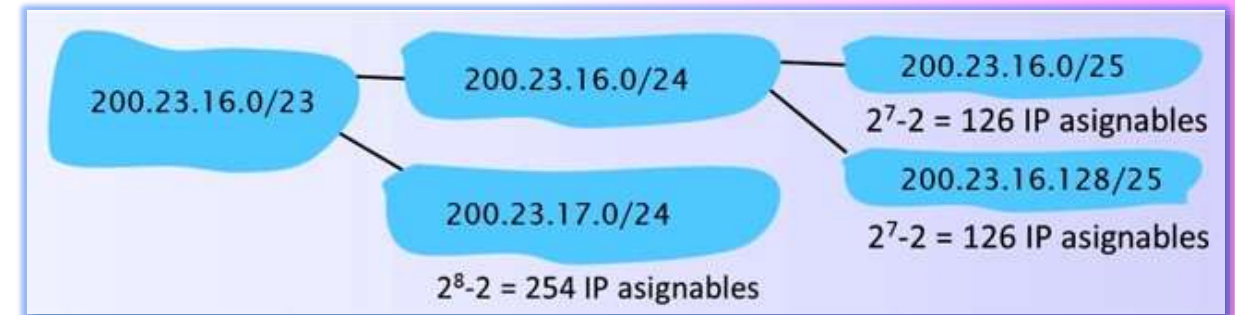 200.23.16.0/23
200.23.16.0/24
200.23.16.0/25
2⁷-2 = 126 IP asignables
200.23.16.128/25
2⁷-2 = 126 IP asignables
200.23.17.0/24
2⁸-2 = 254 IP asignables